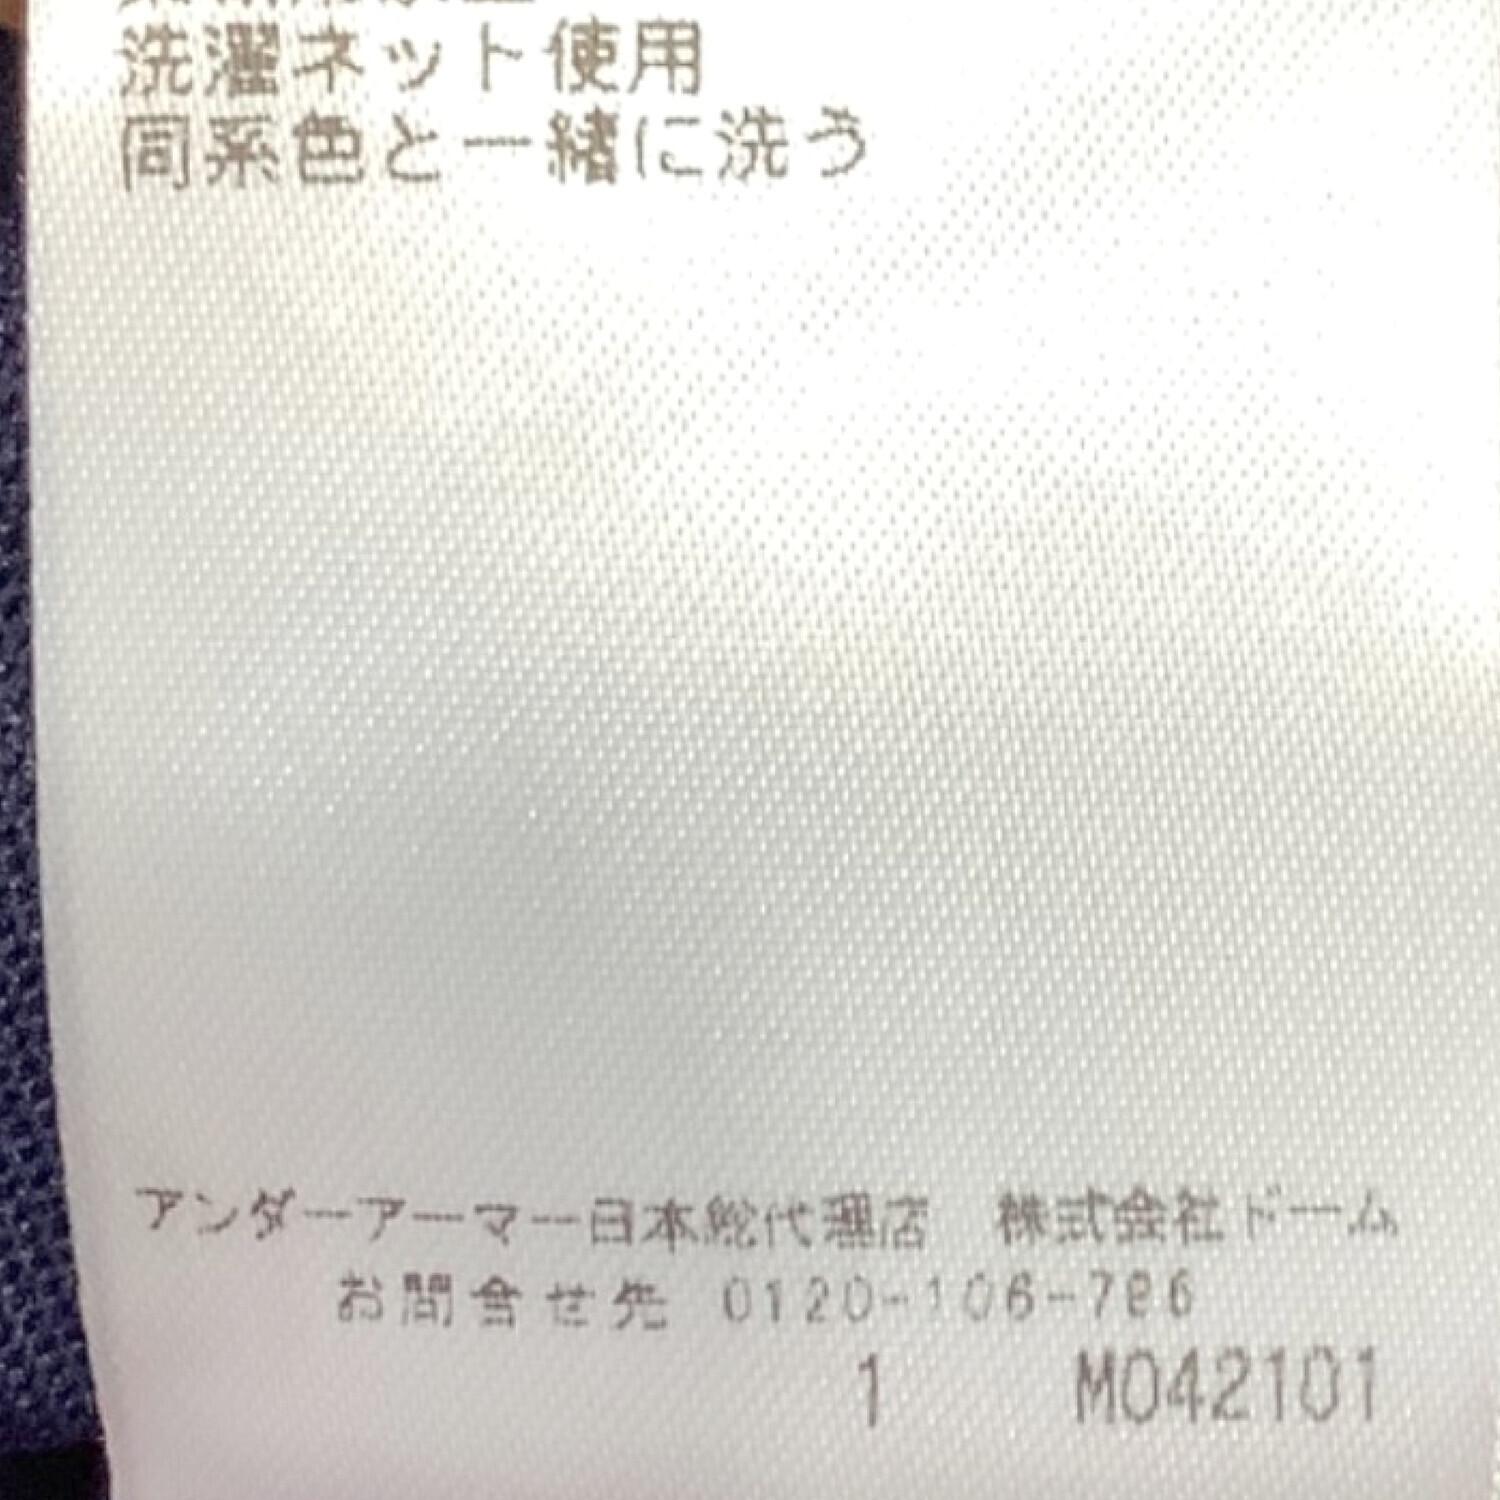 洗濯ネット使用
同系色と一緒に洗う
アンダーアーマー日本総代理店 株式会社ドーム
お問合せ先 0120-106-786
1 M042101